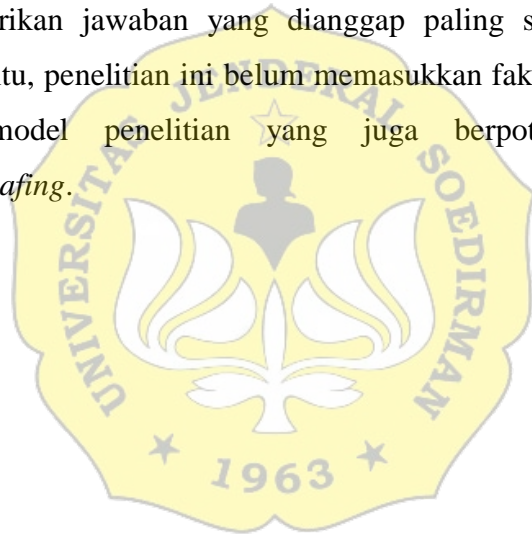 rikan jawaban yang dianggap paling s
tu, penelitian ini belum memasukkan fak
model penelitian yang juga berpot
afing.
UNIVERSITAS JENDERAL SOEDIRMAN
1963